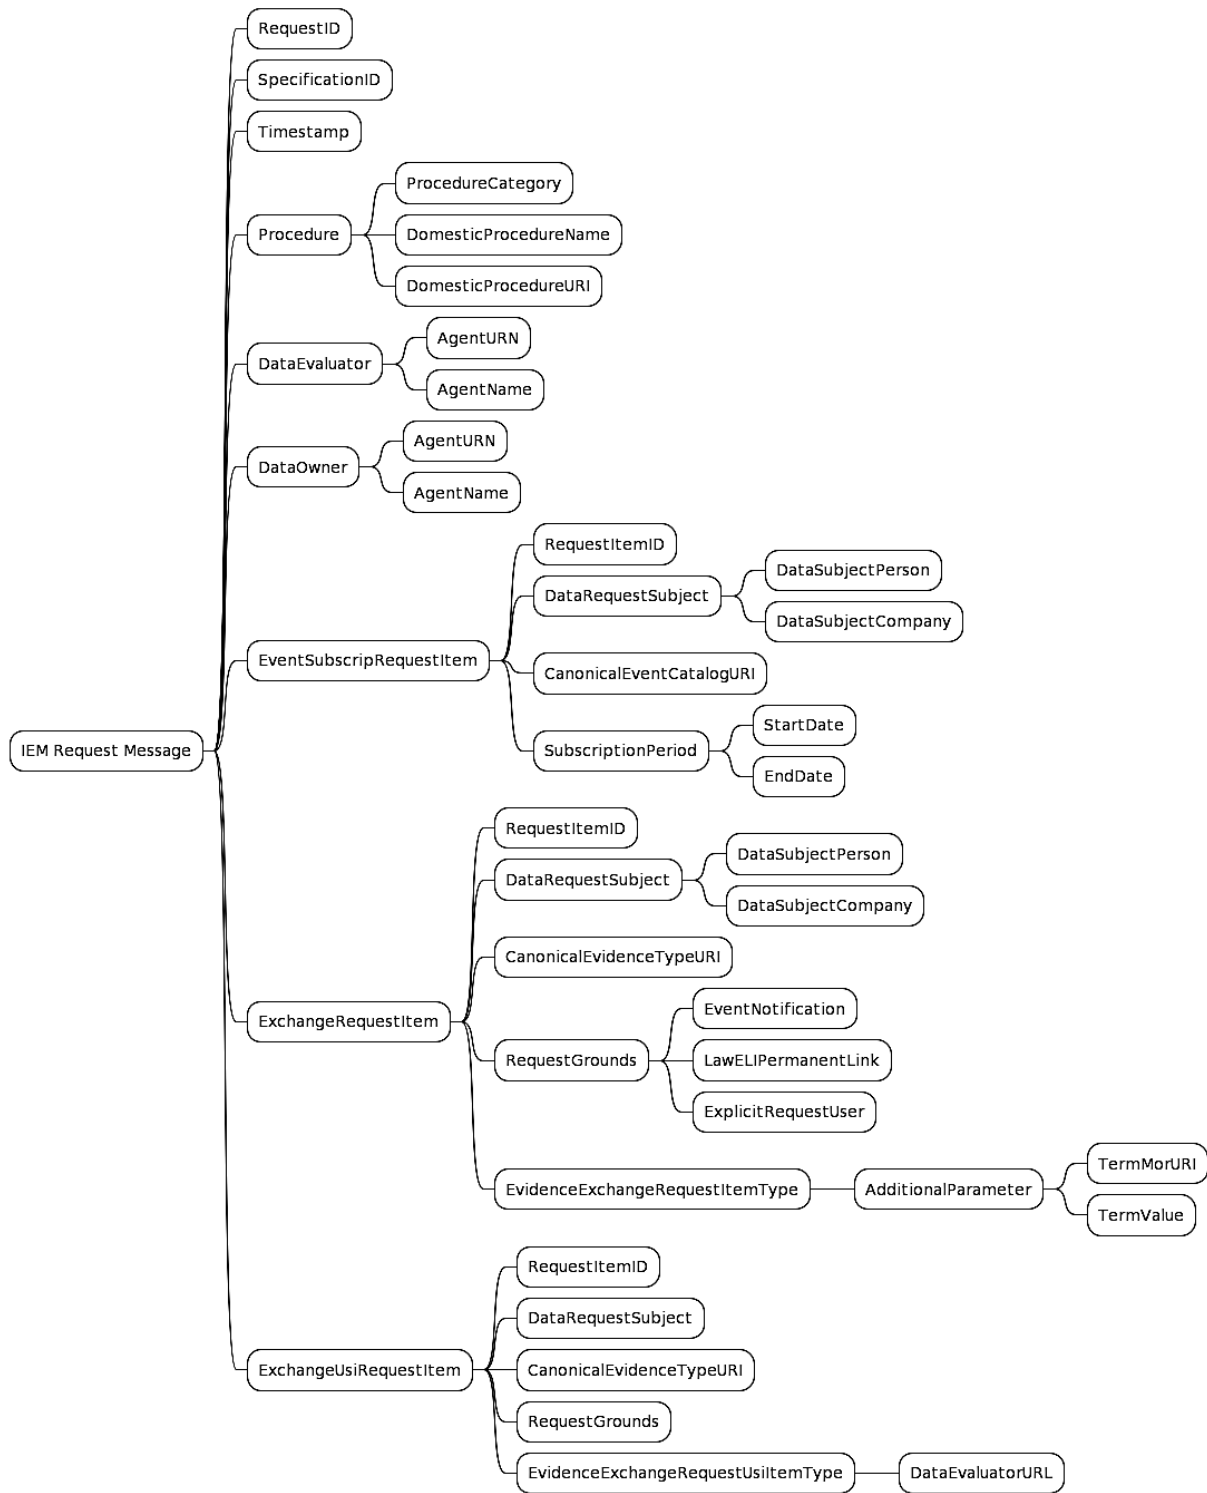 RequestID
SpecificationID
Timestamp
ProcedureCategory
Procedure
DomesticProcedureName
DomesticProcedureURI
AgentURN
DataEvaluator
AgentName
AgentURN
DataOwner
AgentName
RequestItemID
DataSubjectPerson
DataRequestSubject
DataSubjectCompany
EventSubscripRequestItem
CanonicalEventCatalogURI
StartDate
IEM Request Message
SubscriptionPeriod
EndDate
RequestItemID
DataSubjectPerson
DataRequestSubject
DataSubjectCompany
CanonicalEvidenceTypeURI
EventNotification
ExchangeRequestItem
RequestGrounds
LawELIPermanentLink
ExplicitRequestUser
TermMorURI
EvidenceExchangeRequestItemType
AdditionalParameter
TermValue
RequestItemID
DataRequestSubject
ExchangeUsiRequestItem
CanonicalEvidenceTypeURI
RequestGrounds
EvidenceExchangeRequestUsiItemType
DataEvaluatorURL